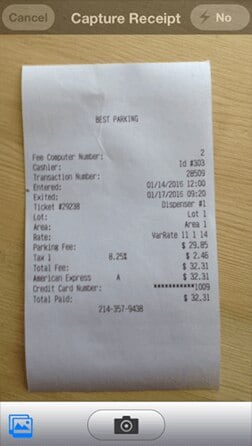 Cancel Capture Receipt No
BEST PARKING
Fee Computer Number: 2
Cashier: Id #303
Transaction Number: 28509
Entered: 01/14/2016 12:00
Exited: 01/17/2016 09:20
Ticket #29238 Dispenser #1
Lot: Lot 1
Area: Area 1
Rate: VarRate 11 1 14
Parking Fee: $ 29.85
Tax 1 8.25% $ 2.46
Total Fee: $ 32.31
American Express A $ 32.31
Credit Card Number: ***********1009
Total Paid: $ 32.31
214-357-9438